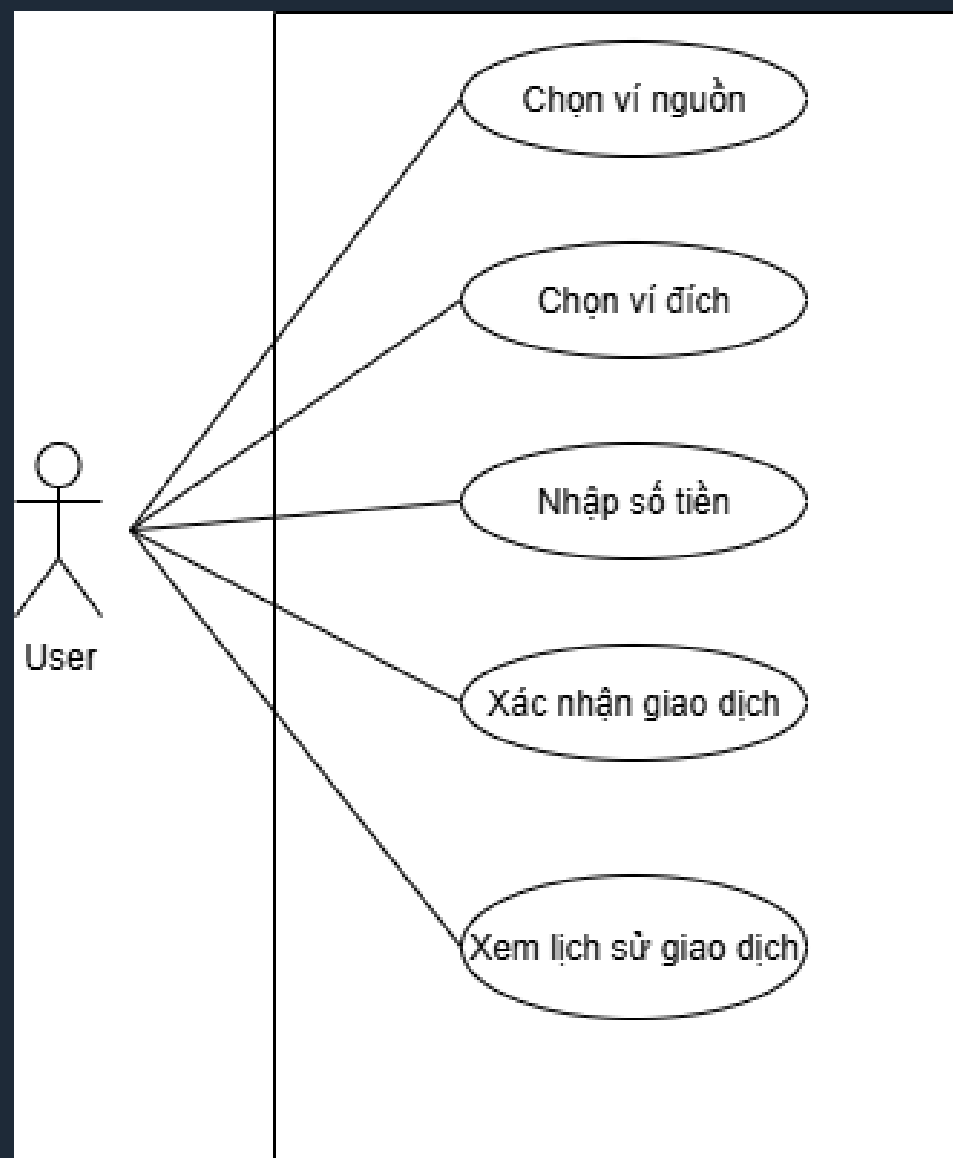 Chọn ví nguồn
Chọn ví đích
Nhập số tiền
User
Xác nhận giao dịch
Xem lịch sử giao dịch